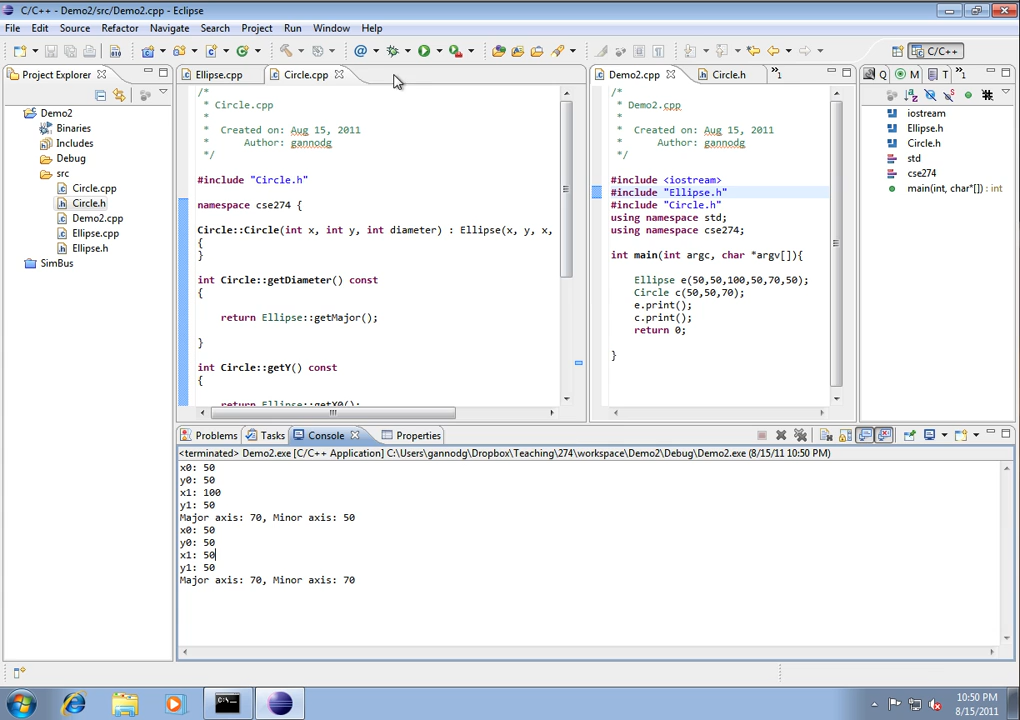 C/C++ - Demo2/src/Demo2.cpp - Eclipse
File Edit Source Refactor Navigate Search Project Run Window Help
C/C++
Project Explorer
Demo2
Binaries
Includes
Debug
src
Circle.cpp
Circle.h
Demo2.cpp
Ellipse.cpp
Ellipse.h
SimBus
Ellipse.cpp Circle.cpp
/*
* Circle.cpp
*
* Created on: Aug 15, 2011
* Author: gannodg
*/
#include "Circle.h"
namespace cse274 {
Circle::Circle(int x, int y, int diameter) : Ellipse(x, y, x,
{
}
int Circle::getDiameter() const
{
return Ellipse::getMajor();
}
int Circle::getY() const
{
return Ellipse::getX0();
Demo2.cpp Circle.h »1
/*
* Demo2.cpp
*
* Created on: Aug 15, 2011
* Author: gannodg
*/
#include <iostream>
#include "Ellipse.h"
#include "Circle.h"
using namespace std;
using namespace cse274;
int main(int argc, char *argv[]){
Ellipse e(50,50,100,50,70,50);
Circle c(50,50,70);
e.print();
c.print();
return 0;
}
Q M T »1
iostream
Ellipse.h
Circle.h
std
cse274
main(int, char*[]) : int
Problems Tasks Console Properties
<terminated> Demo2.exe [C/C++ Application] C:\Users\gannodg\Dropbox\Teaching\274\workspace\Demo2\Debug\Demo2.exe (8/15/11 10:50 PM)
x0: 50
y0: 50
x1: 100
y1: 50
Major axis: 70, Minor axis: 50
x0: 50
y0: 50
x1: 50
y1: 50
Major axis: 70, Minor axis: 70
10:50 PM
8/15/2011